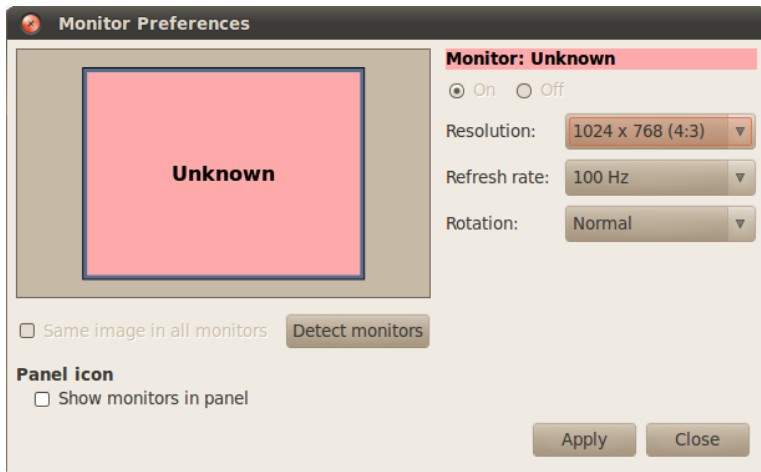 Monitor Preferences
Monitor: Unknown
On Off
Resolution: 1024 x 768 (4:3)
Unknown
Refresh rate: 100 Hz
Rotation: Normal
Same image in all monitors Detect monitors
Panel icon
Show monitors in panel
Apply Close